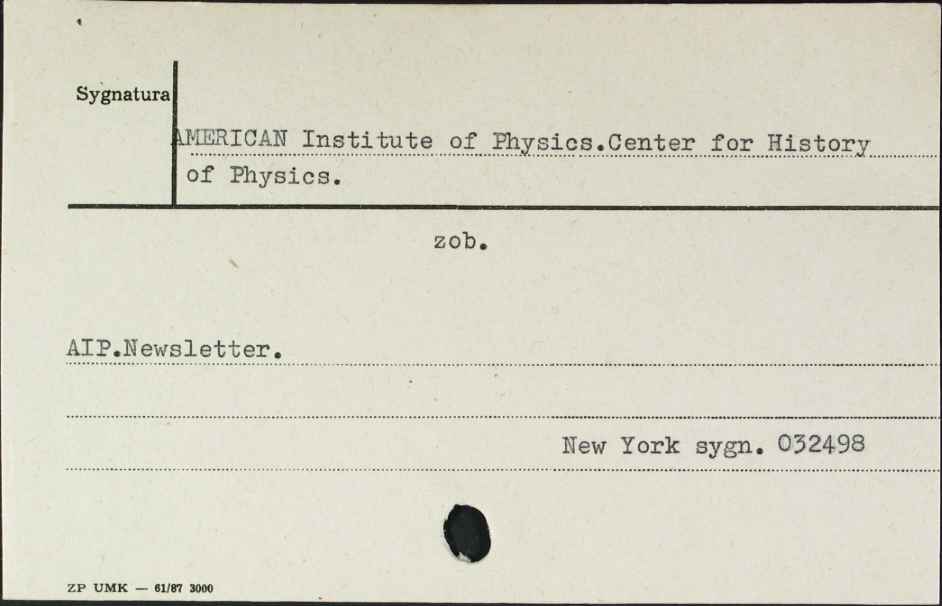 Sygnatura
AMERICAN Institute of Physics.Center for History
of Physics.
zob.
AIP.Newsletter.
New York sygn. 032498
ZP UMK — 61/87 3000